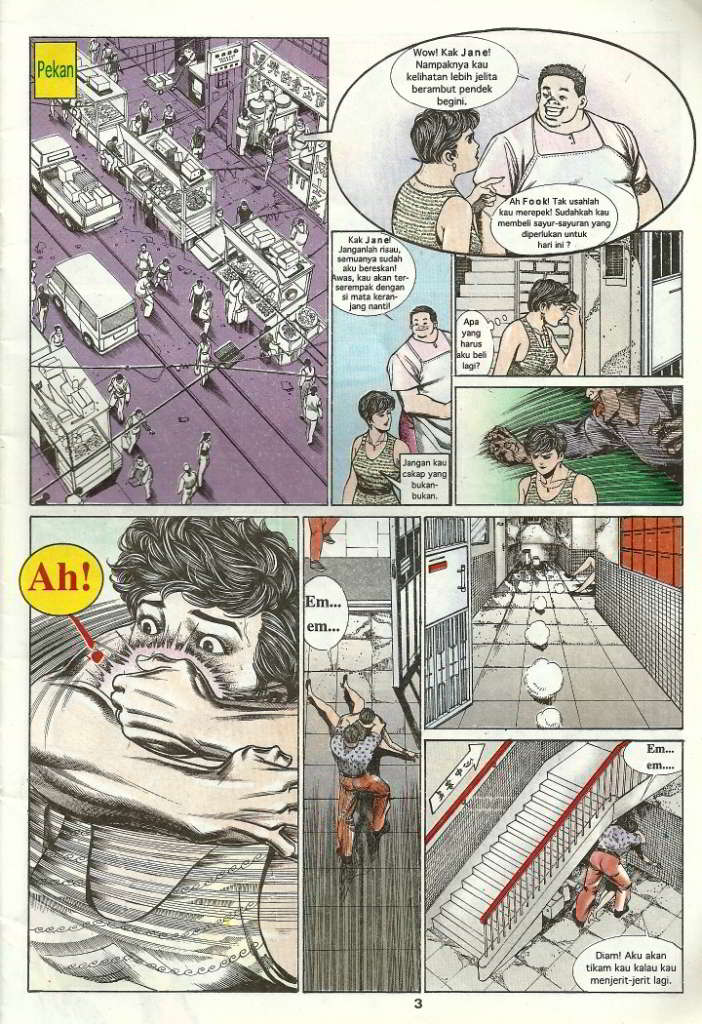 Pekan
Wow! Kak Jane!
Nampaknya kau
kelihatan lebih jelita
berambut pendek
begini.
Ah Fook! Tak usahlah
kau merepek! Sudahkah kau
membeli sayur-sayuran yang
diperlukan untuk
hari ini ?
Kak Jane!
Janganlah risau,
semuanya sudah
aku bereskan!
Awas, kau akan ter-
serempak dengan
si mata keran-
jang nanti!
Jangan kau
cakap yang
bukan-
bukan.
Apa
yang
harus
aku beli
lagi?
Ah!
Em...
em...
Em...
em....
Diam! Aku akan
tikam kau kalau kau
menjerit-jerit lagi.
3